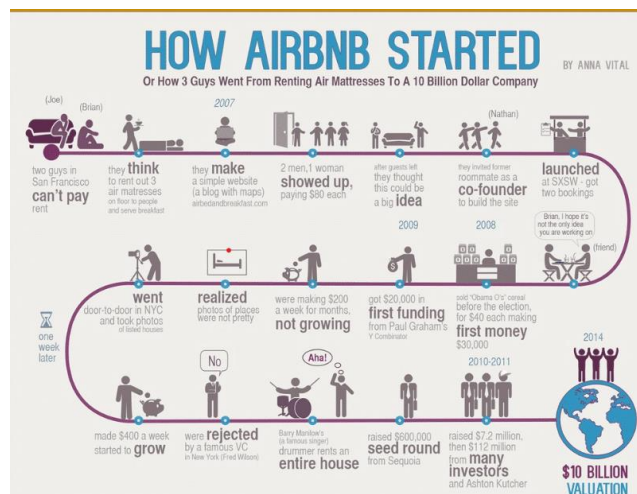 HOW AIRBNB STARTED
BY ANNA VITAL
Or How 3 Guys Went From Renting Air Mattresses To A 10 Billion Dollar Company
(Joe)
(Brian)
two guys in
San Francisco
can't pay
rent
they think
to rent out 3
air matresses
on floor to people
and serve breakfast
2007
they make
a simple website
(a blog with maps)
airbedandbreakfast.com
2 men,1 woman
showed up,
paying $80 each
after guests left
they thought
this could be
a big Idea
(Nathan)
they invited former
roommate as a
co-founder
to build the site
launched
at SXSW - got
two bookings
Brian, I hope it's
not the only idea
you are working on
(friend)
2008
sold 'Obama O's' cereal
before the election,
for $40 each making
first money
$30,000
2009
got $20,000 in
first funding
from Paul Graham's
Y Combinator
were making $200
a week for months,
not growing
realized
photos of places
were not pretty
went
door-to-door in NYC
and took photos
of listed houses
one
week
later
made $400 a week
started to grow
No
were rejected
by a famous VC
in New York (Fred Wilson)
Aha!
Barry Manilow's
(a famous singer)
drummer rents an
entire house
raised $600,000
seed round
from Sequoia
2010-2011
raised $7.2 million,
then $112 million
from many
investors
and Ashton Kutcher
2014
$10 BILLION
VALUATION